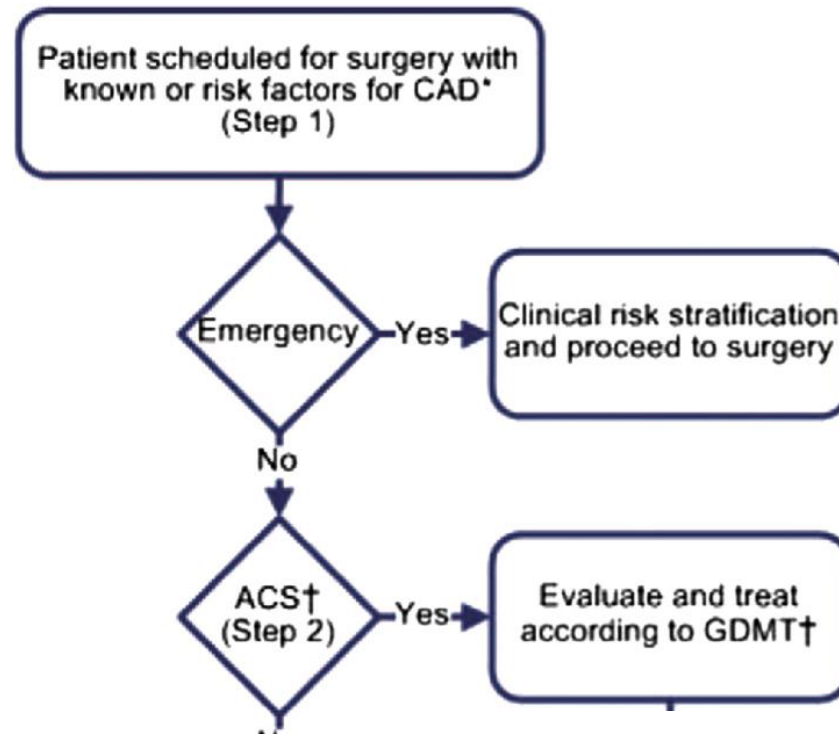 Patient scheduled for surgery with
known or risk factors for CAD*
(Step 1)
Emergency
Yes
Clinical risk stratification
and proceed to surgery
No
ACS†
(Step 2)
Yes
Evaluate and treat
according to GDMT†